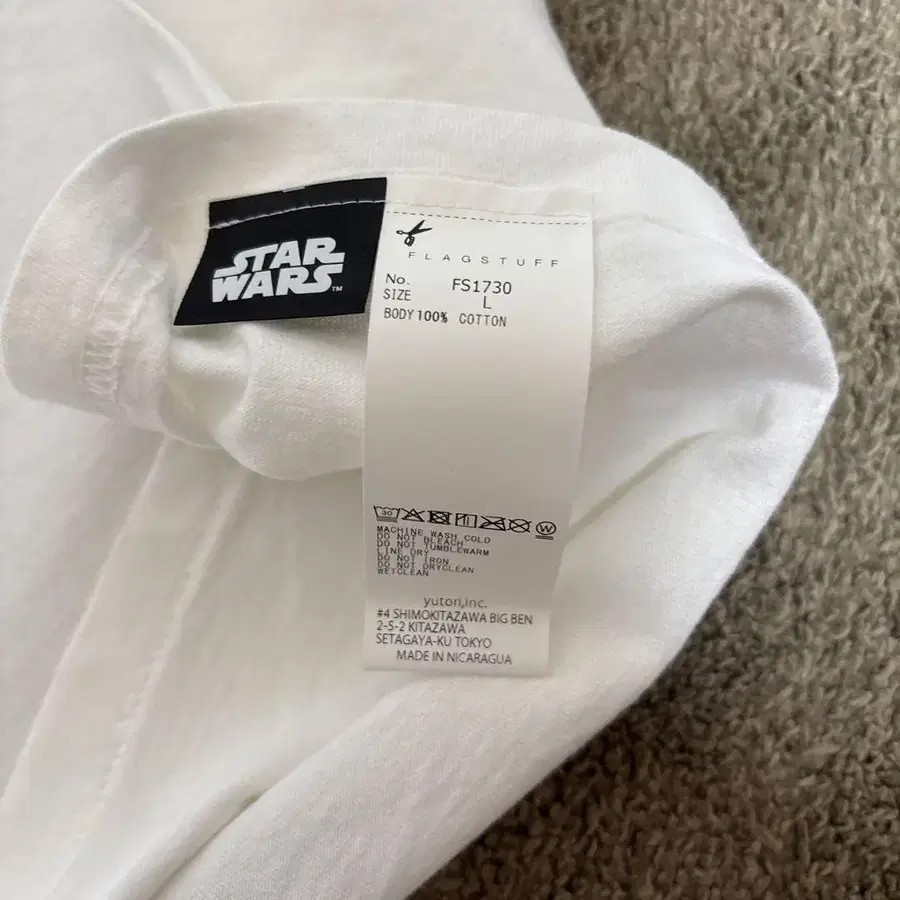 STAR
WARS™
FLAGSTUFF
No. FS1730
SIZE L
BODY 100% COTTON
30
W
MACHINE WASH COLD
DO NOT BLEACH
DO NOT TUMBLEWARM
LINE DRY
DO NOT IRON
DO NOT DRYCLEAN
WETCLEAN
yutori,inc.
#4 SHIMOKITAZAWA BIG BEN
2-5-2 KITAZAWA
SETAGAYA-KU TOKYO
MADE IN NICARAGUA